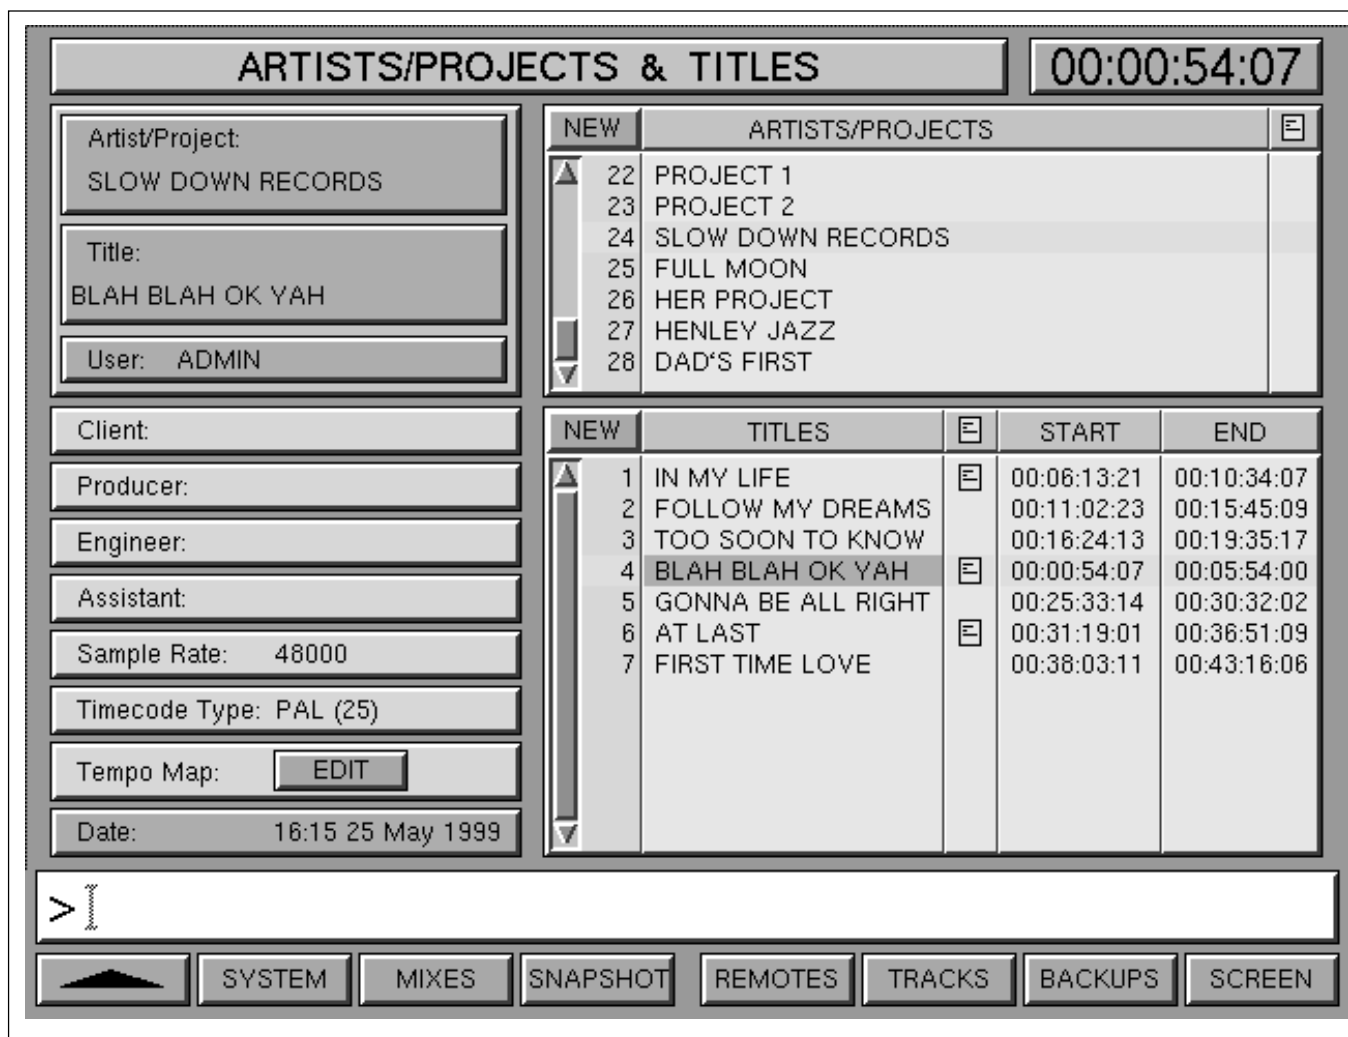 ARTISTS/PROJECTS & TITLES
00:00:54:07
Artist/Project:
SLOW DOWN RECORDS
Title:
BLAH BLAH OK YAH
User: ADMIN
Client:
Producer:
Engineer:
Assistant:
Sample Rate: 48000
Timecode Type: PAL (25)
Tempo Map: EDIT
Date: 16:15 25 May 1999
NEW ARTISTS/PROJECTS
22 PROJECT 1
23 PROJECT 2
24 SLOW DOWN RECORDS
25 FULL MOON
26 HER PROJECT
27 HENLEY JAZZ
28 DAD‘S FIRST
NEW TITLES START END
1 IN MY LIFE 00:06:13:21 00:10:34:07
2 FOLLOW MY DREAMS 00:11:02:23 00:15:45:09
3 TOO SOON TO KNOW 00:16:24:13 00:19:35:17
4 BLAH BLAH OK YAH 00:00:54:07 00:05:54:00
5 GONNA BE ALL RIGHT 00:25:33:14 00:30:32:02
6 AT LAST 00:31:19:01 00:36:51:09
7 FIRST TIME LOVE 00:38:03:11 00:43:16:06
>
SYSTEM MIXES SNAPSHOT REMOTES TRACKS BACKUPS SCREEN